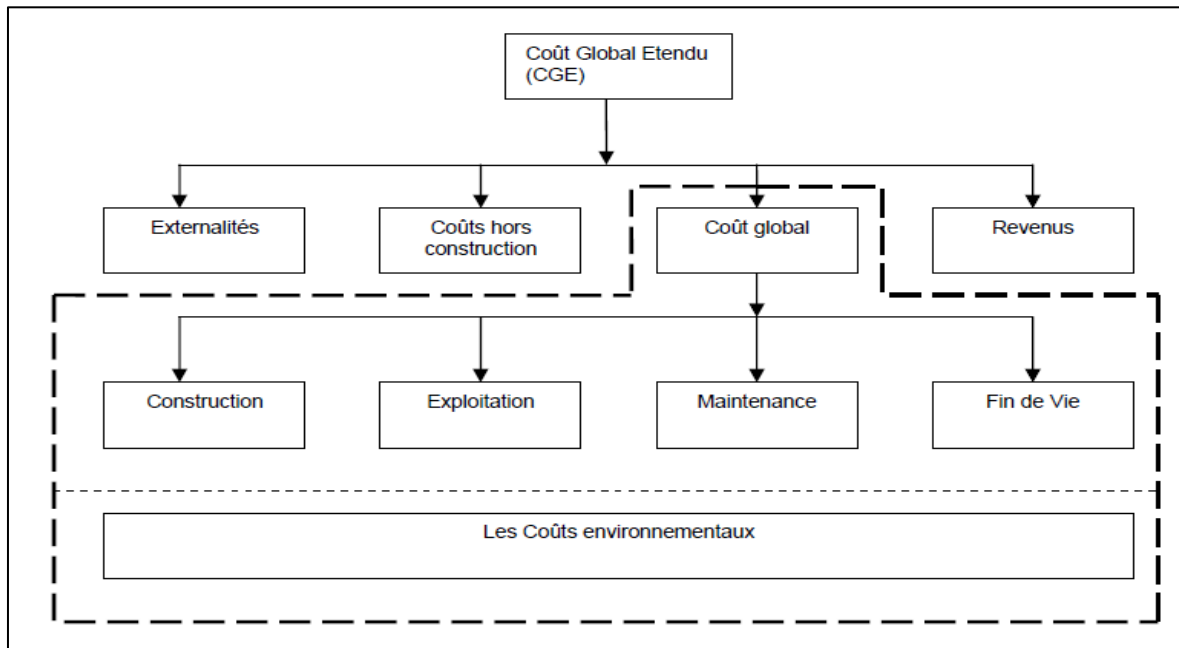 Coût Global Etendu
(CGE)
Externalités
Coûts hors
construction
Coût global
Revenus
Construction
Exploitation
Maintenance
Fin de Vie
Les Coûts environnementaux